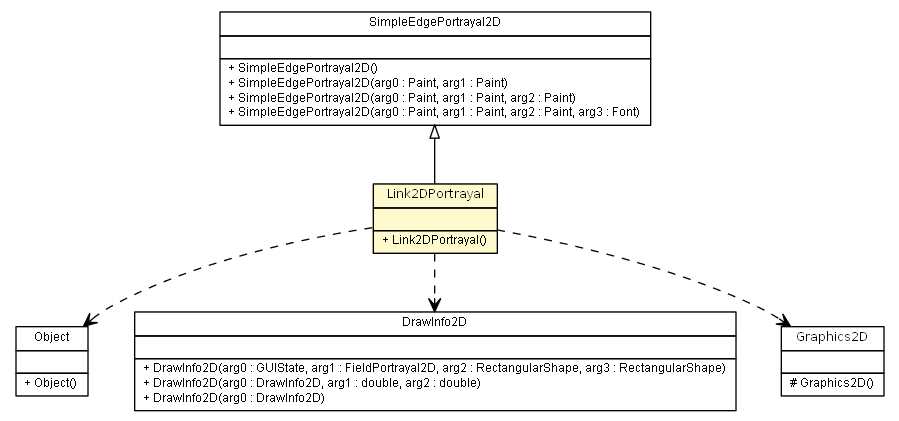 SimpleEdgePortrayal2D
+ SimpleEdgePortrayal2D()
+ SimpleEdgePortrayal2D(arg0 : Paint, arg1 : Paint)
+ SimpleEdgePortrayal2D(arg0 : Paint, arg1 : Paint, arg2 : Paint)
+ SimpleEdgePortrayal2D(arg0 : Paint, arg1 : Paint, arg2 : Paint, arg3 : Font)
Link2DPortrayal
+ Link2DPortrayal()
Object
+ Object()
DrawInfo2D
+ DrawInfo2D(arg0 : GUIState, arg1 : FieldPortrayal2D, arg2 : RectangularShape, arg3 : RectangularShape)
+ DrawInfo2D(arg0 : DrawInfo2D, arg1 : double, arg2 : double)
+ DrawInfo2D(arg0 : DrawInfo2D)
Graphics2D
# Graphics2D()